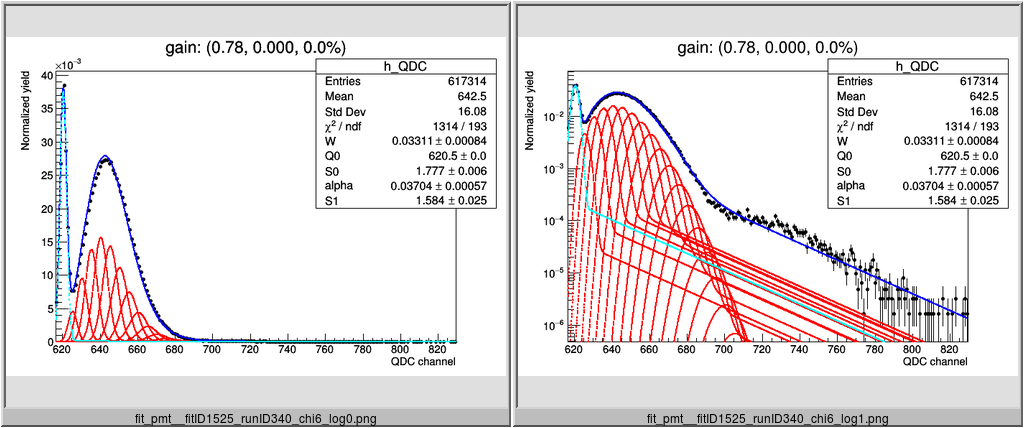 gain: (0.78, 0.000, 0.0%)
×10⁻³
Normalized yield
40
35
30
25
20
15
10
5
0
620 640 660 680 700 720 740 760 780 800 820
QDC channel
h_QDC
Entries 617314
Mean 642.5
Std Dev 16.08
χ² / ndf 1314 / 193
W 0.03311 ± 0.00084
Q0 620.5 ± 0.0
S0 1.777 ± 0.006
alpha 0.03704 ± 0.00057
S1 1.584 ± 0.025
fit_pmt__fitID1525_runID340_chi6_log0.png
gain: (0.78, 0.000, 0.0%)
Normalized yield
10⁻²
10⁻³
10⁻⁴
10⁻⁵
10⁻⁶
620 640 660 680 700 720 740 760 780 800 820
QDC channel
h_QDC
Entries 617314
Mean 642.5
Std Dev 16.08
χ² / ndf 1314 / 193
W 0.03311 ± 0.00084
Q0 620.5 ± 0.0
S0 1.777 ± 0.006
alpha 0.03704 ± 0.00057
S1 1.584 ± 0.025
fit_pmt__fitID1525_runID340_chi6_log1.png